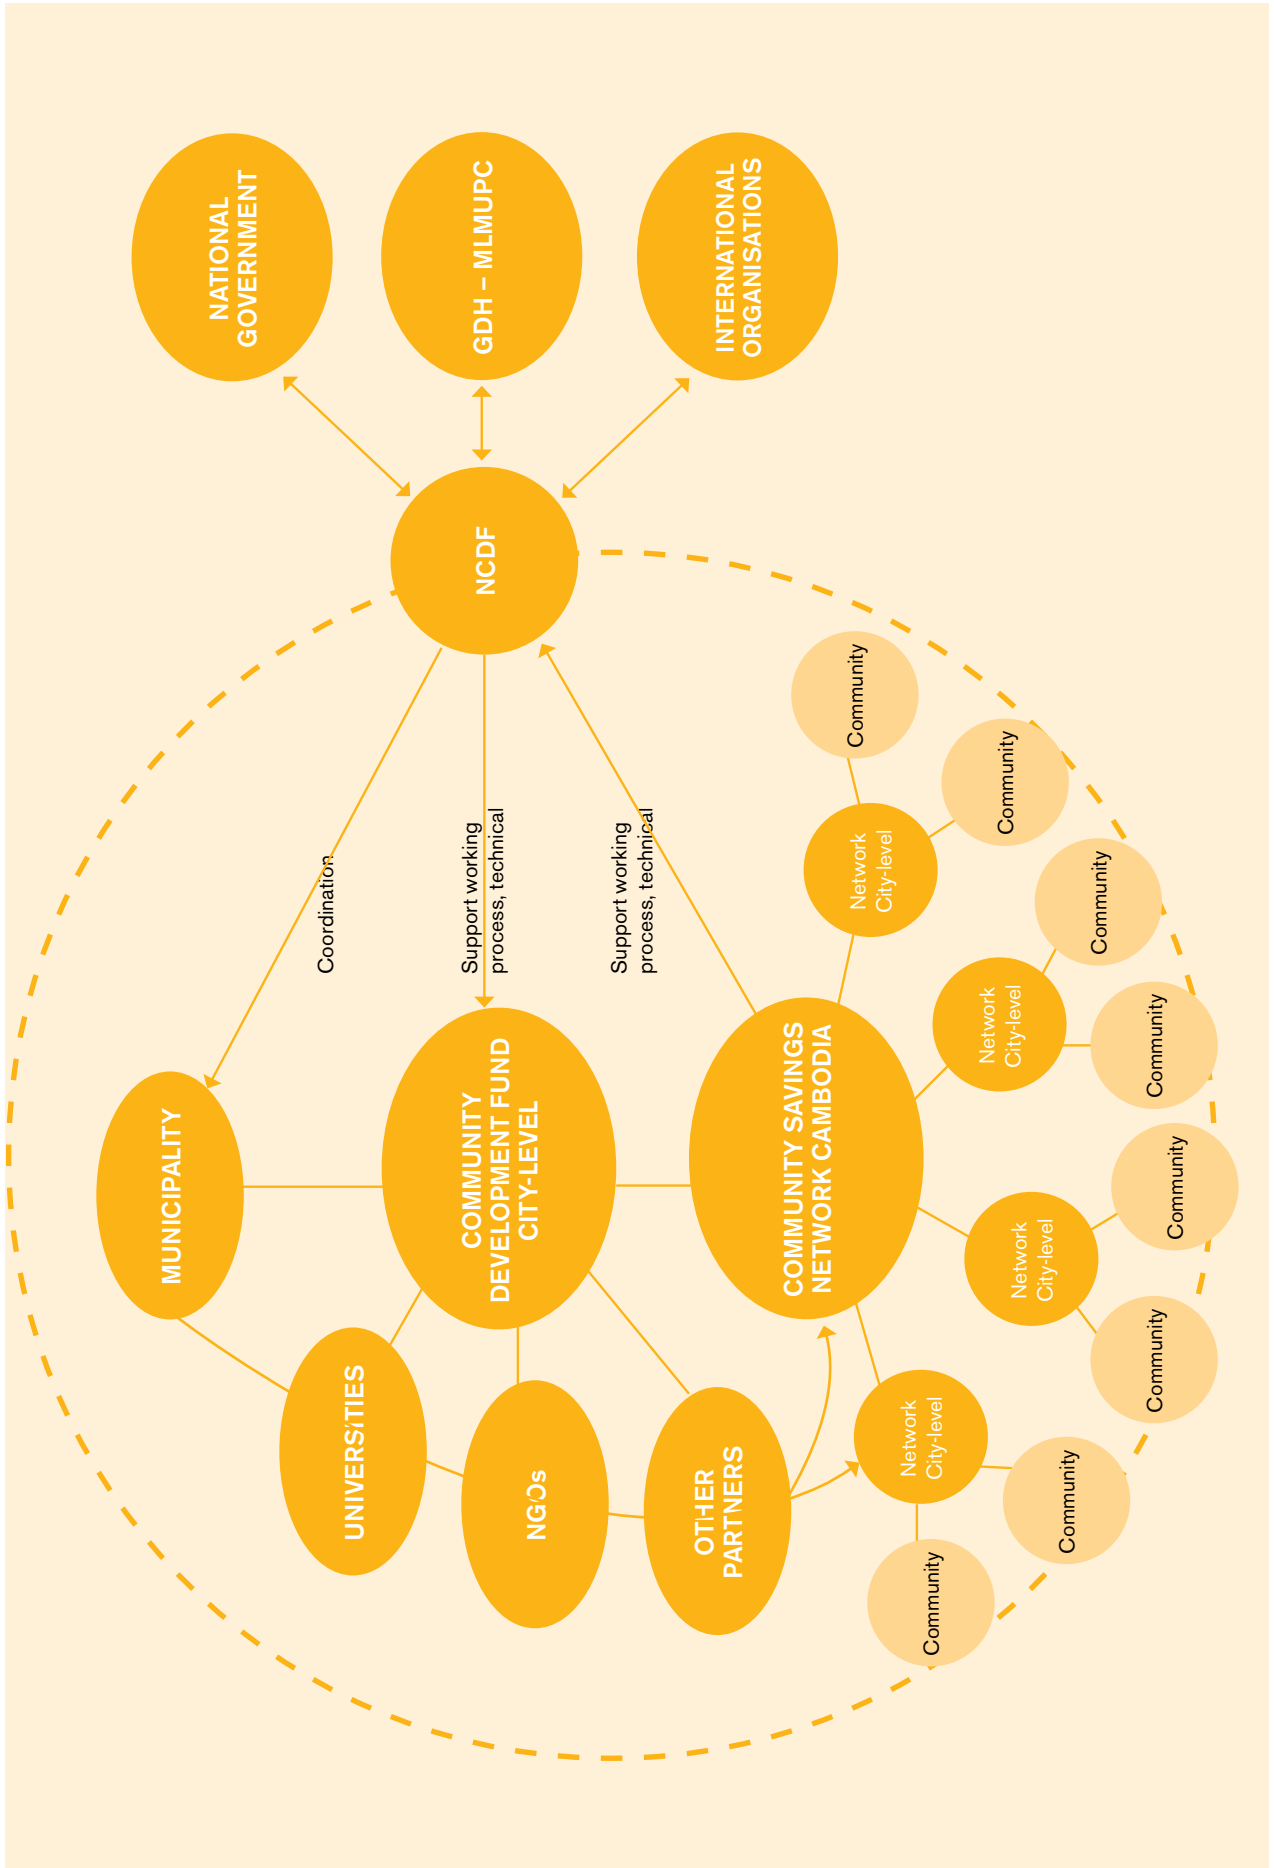 NATIONAL
GOVERNMENT
GDH – MLMUPC
INTERNATIONAL
ORGANISATIONS
NCDF
Coordination
Support working
process, technical
Support working
process, technical
MUNICIPALITY
COMMUNITY
DEVELOPMENT FUND
CITY-LEVEL
COMMUNITY SAVINGS
NETWORK CAMBODIA
UNIVERSITIES
NGOs
OTHER
PARTNERS
Network
City-level
Community
Community
Network
City-level
Community
Community
Network
City-level
Community
Community
Network
City-level
Community
Community